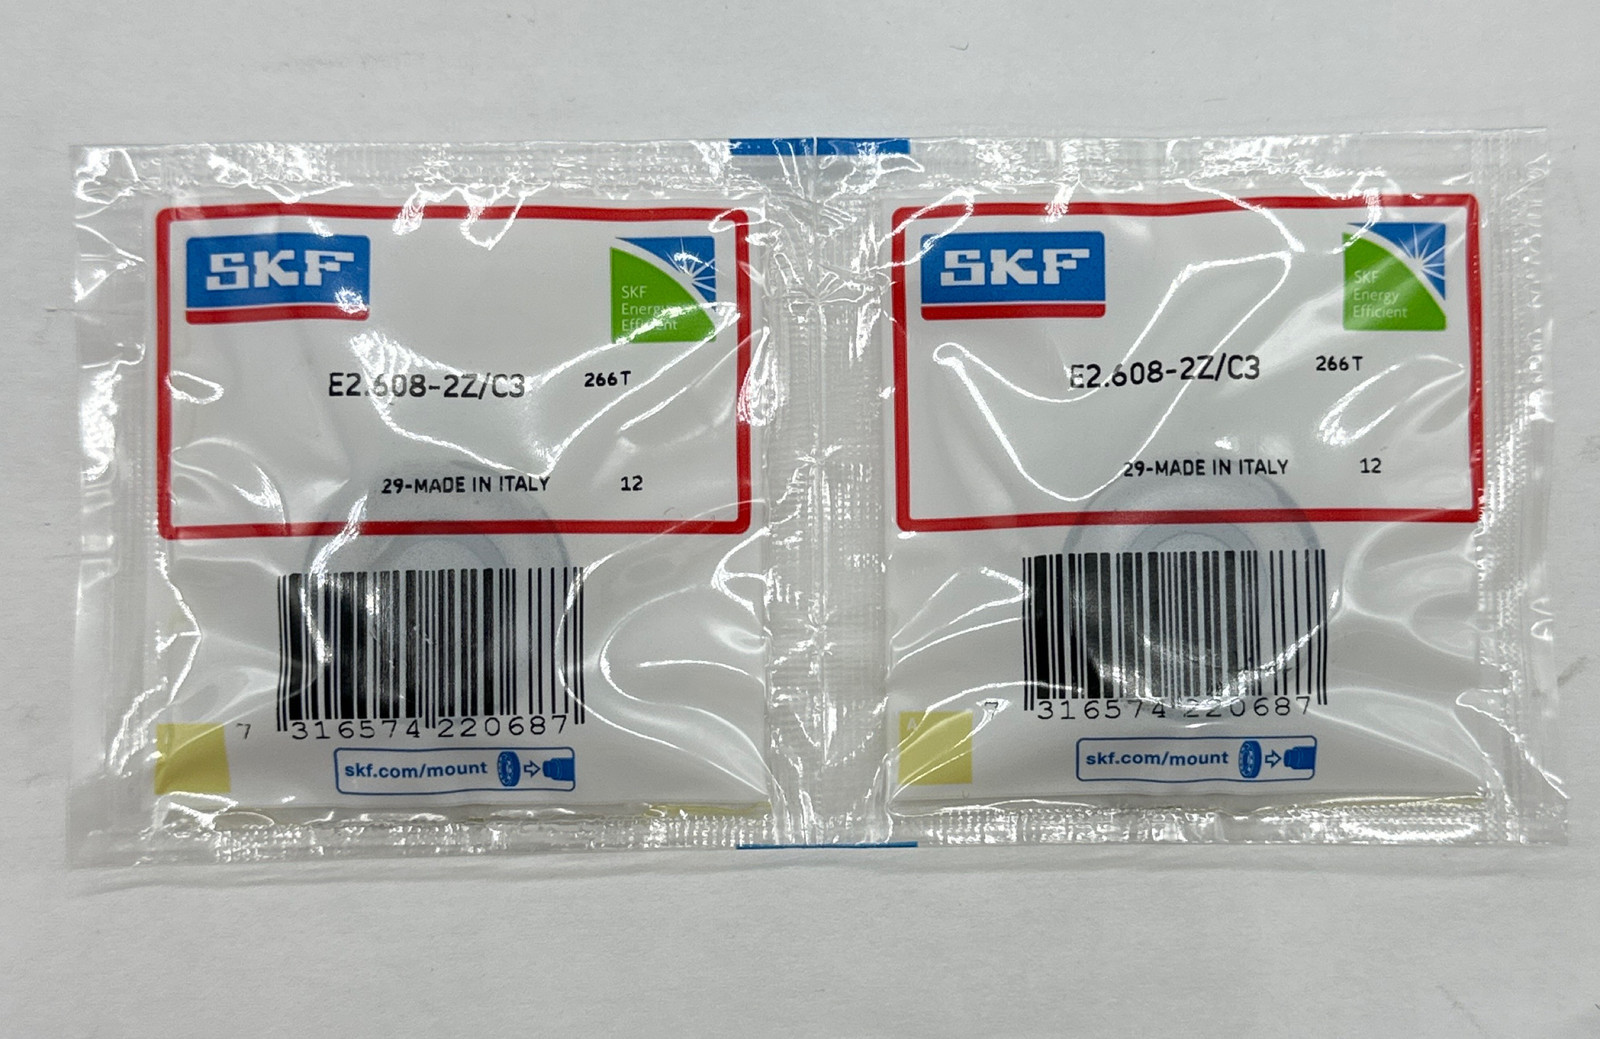 SKF
SKF
Energy
Efficient
E2.608-2Z/C3 266T
29-MADE IN ITALY 12
7 316574 220687
skf.com/mount
SKF
SKF
Energy
Efficient
E2.608-2Z/C3 266T
29-MADE IN ITALY 12
7 316574 220687
skf.com/mount